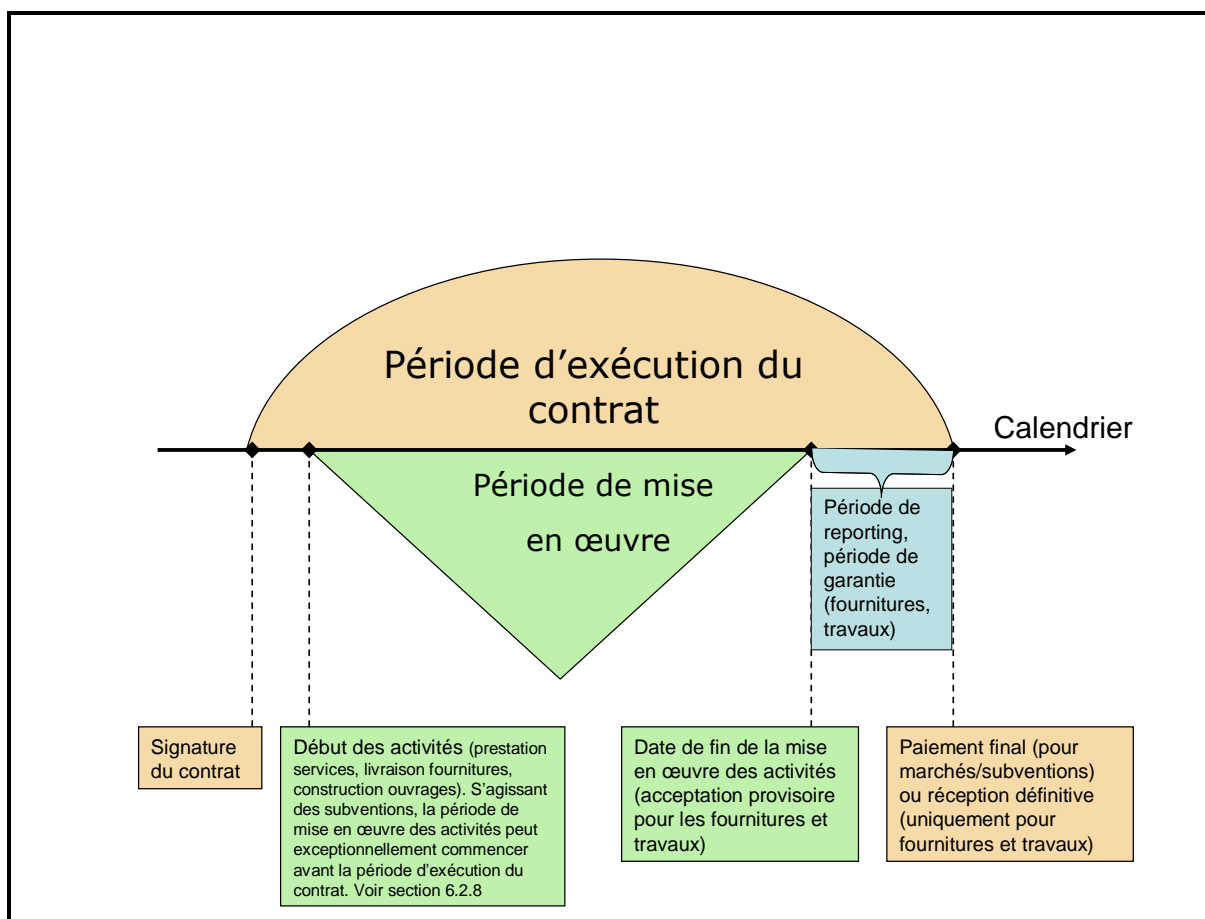 Période d’exécution du
contrat
Calendrier
Période de mise
en œuvre
Période de
reporting,
période de
garantie
(fournitures,
travaux)
Signature
du contrat
Début des activités (prestation
services, livraison fournitures,
construction ouvrages). S’agissant
des subventions, la période de
mise en œuvre des activités peut
exceptionnellement commencer
avant la période d’exécution du
contrat. Voir section 6.2.8
Date de fin de la mise
en œuvre des activités
(acceptation provisoire
pour les fournitures et
travaux)
Paiement final (pour
marchés/subventions)
ou réception définitive
(uniquement pour
fournitures et travaux)